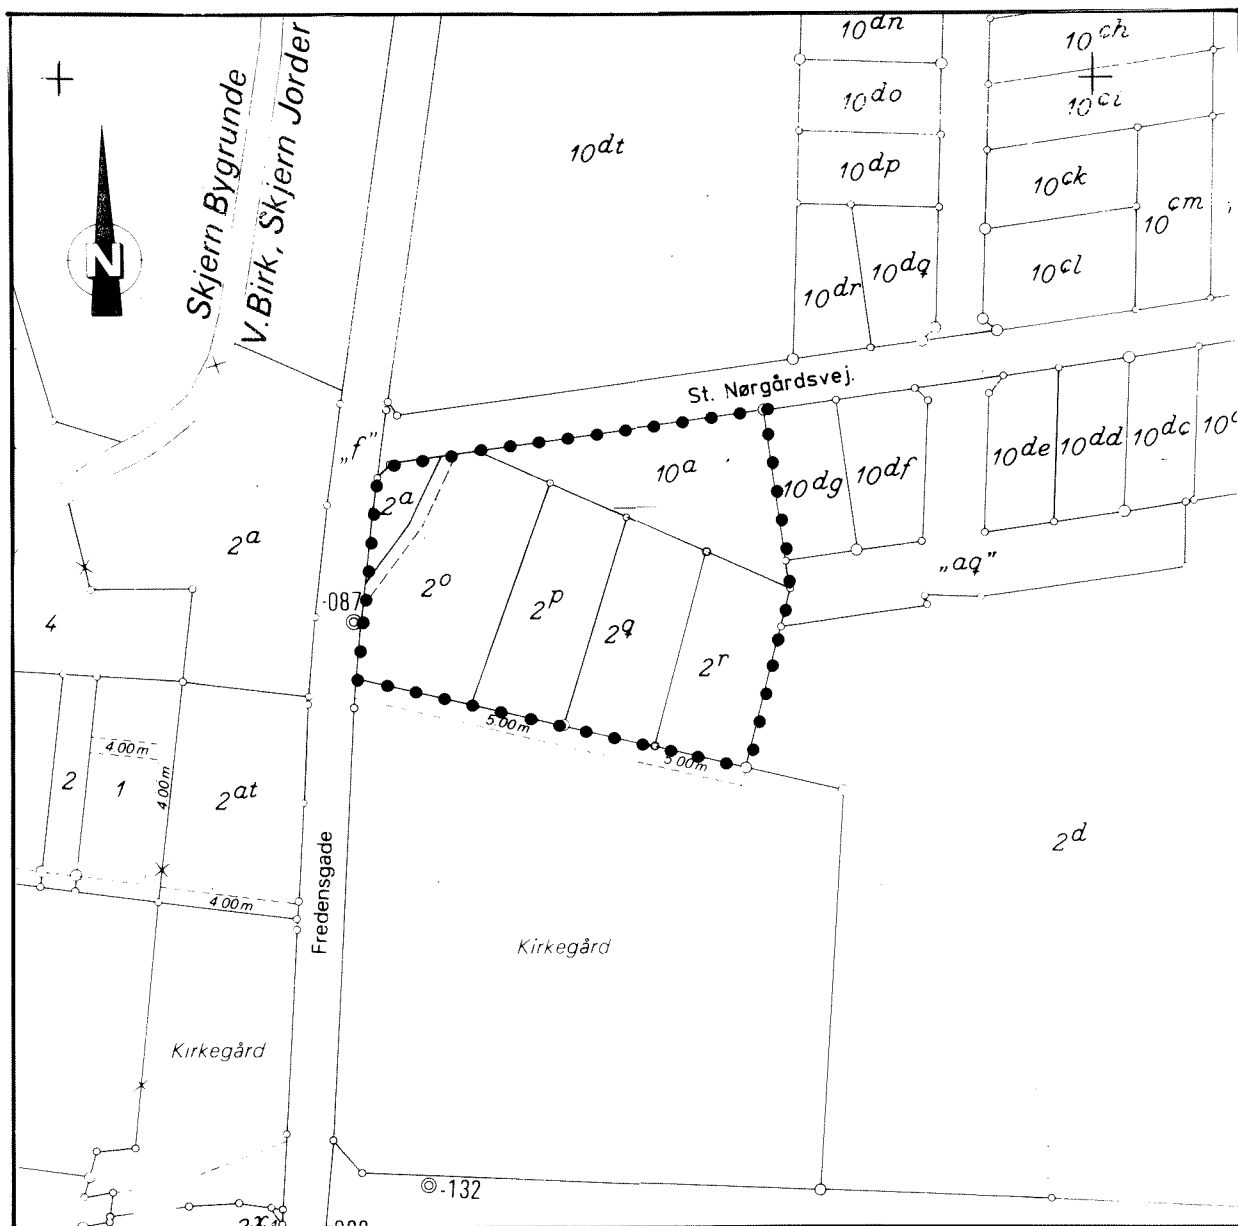 10dn
10ch
Skjern Bygrunde
V.Birk, Skjern Jorder
10do
10ci
10dt
10dp
10ck
10cm
N
10dr
10dq
10cl
St. Nørgårdsvej.
„f”
10a
10dg
10df
10de
10dd
10dc
2a
2a
2o
2p
2q
2r
„aq”
-087
4
5.00m
5.00m
2
1
4.00m
4.00m
2at
2d
4.00m
Fredensgade
Kirkegård
Kirkegård
-132